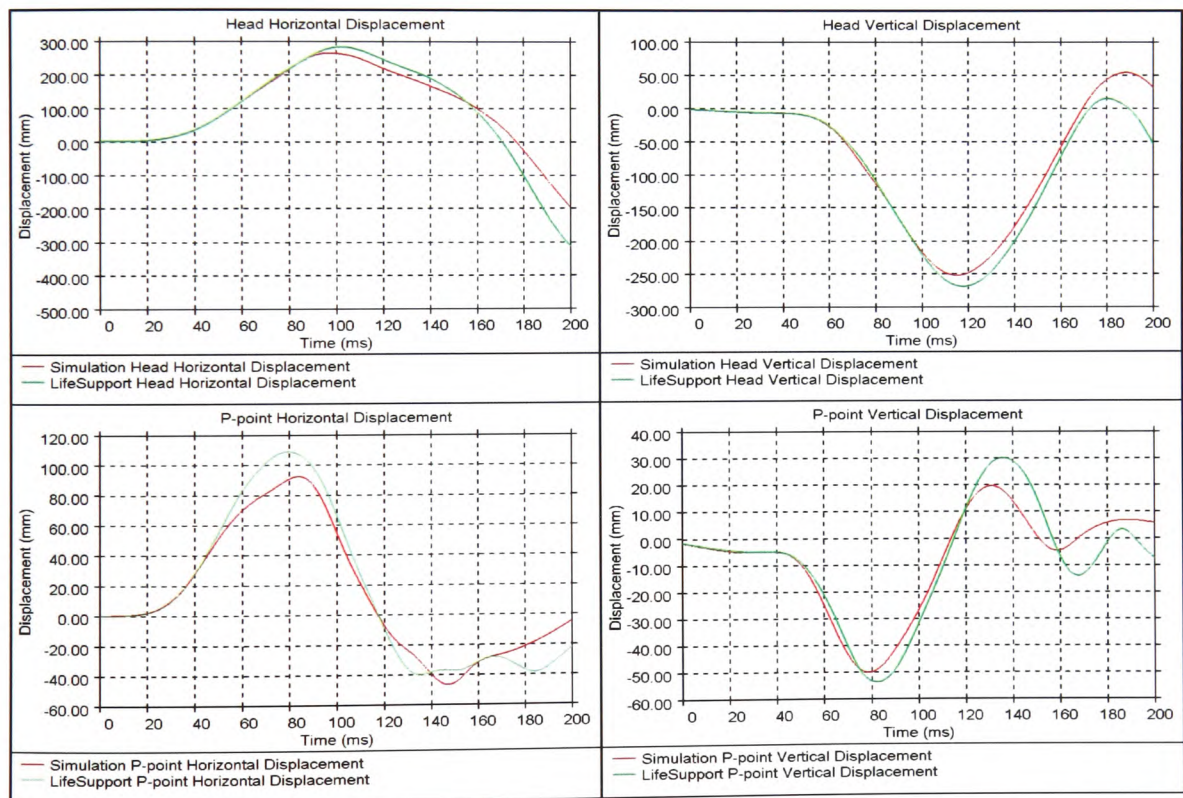 Head Horizontal Displacement
300.00
200.00
100.00
0.00
-100.00
-200.00
-300.00
-400.00
-500.00
Displacement (mm)
0 20 40 60 80 100 120 140 160 180 200
Time (ms)
Simulation Head Horizontal Displacement
LifeSupport Head Horizontal Displacement
Head Vertical Displacement
100.00
50.00
0.00
-50.00
-100.00
-150.00
-200.00
-250.00
-300.00
Displacement (mm)
0 20 40 60 80 100 120 140 160 180 200
Time (ms)
Simulation Head Vertical Displacement
LifeSupport Head Vertical Displacement
P-point Horizontal Displacement
120.00
100.00
80.00
60.00
40.00
20.00
0.00
-20.00
-40.00
-60.00
Displacement (mm)
0 20 40 60 80 100 120 140 160 180 200
Time (ms)
Simulation P-point Horizontal Displacement
LifeSupport P-point Horizontal Displacement
P-point Vertical Displacement
40.00
30.00
20.00
10.00
0.00
-10.00
-20.00
-30.00
-40.00
-50.00
-60.00
Displacement (mm)
0 20 40 60 80 100 120 140 160 180 200
Time (ms)
Simulation P-point Vertical Displacement
LifeSupport P-point Vertical Displacement